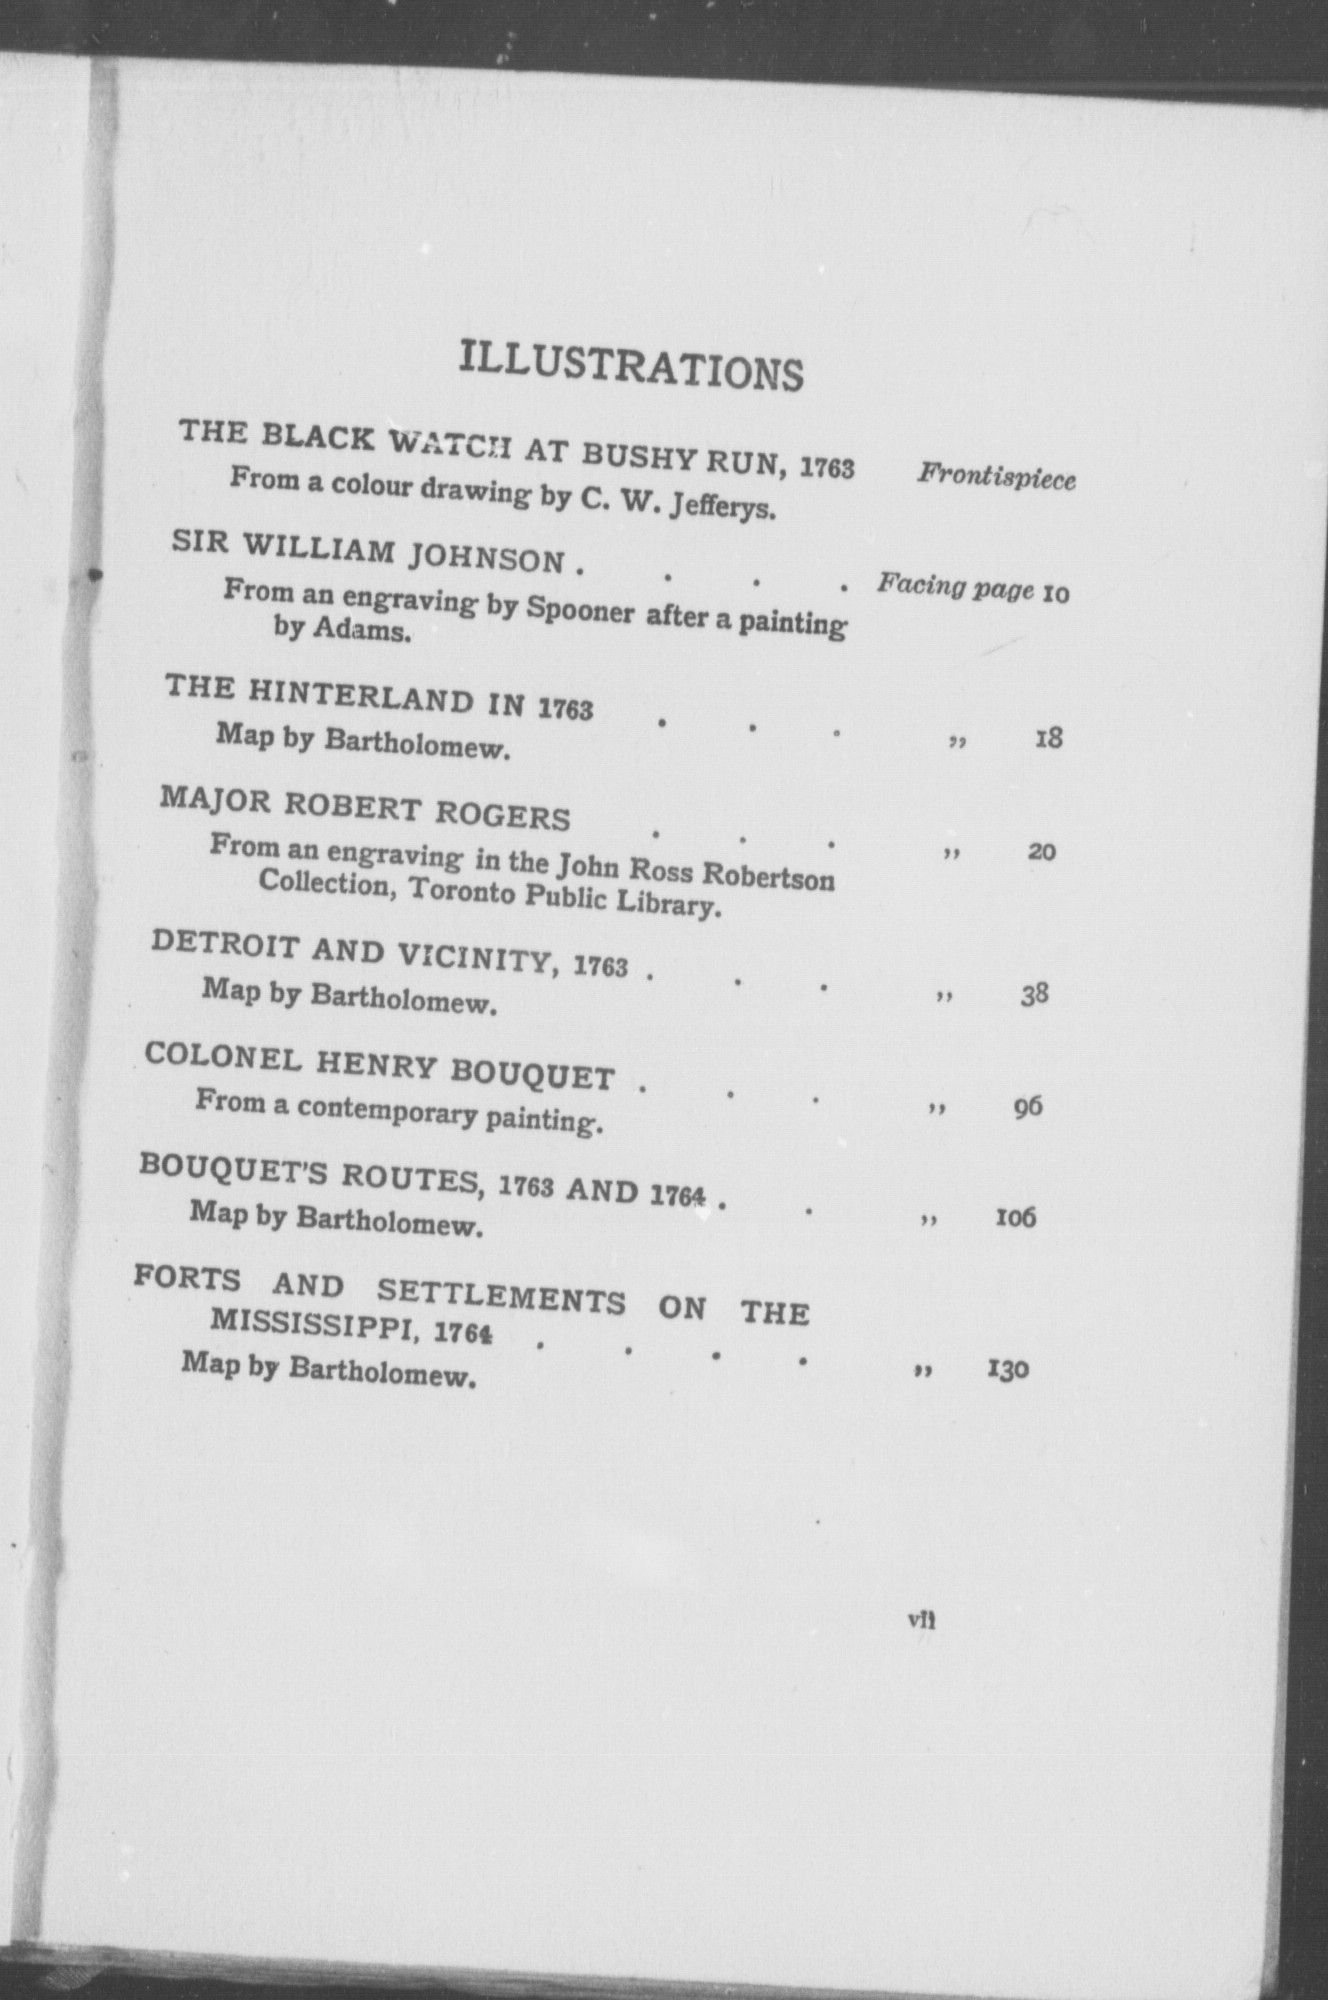 ILLUSTRATIONS
THE BLACK WATCH AT BUSHY RUN, 1763 Frontispiece
From a colour drawing by C. W. Jefferys.
SIR WILLIAM JOHNSON . . . . Facing page 10
From an engraving by Spooner after a painting
by Adams.
THE HINTERLAND IN 1763 . . . ,, 18
Map by Bartholomew.
MAJOR ROBERT ROGERS . . . ,, 20
From an engraving in the John Ross Robertson
Collection, Toronto Public Library.
DETROIT AND VICINITY, 1763 . . . ,, 38
Map by Bartholomew.
COLONEL HENRY BOUQUET . . . ,, 96
From a contemporary painting.
BOUQUET'S ROUTES, 1763 AND 1764 . . ,, 106
Map by Bartholomew.
FORTS AND SETTLEMENTS ON THE
MISSISSIPPI, 1764 . . . . ,, 130
Map by Bartholomew.
vii